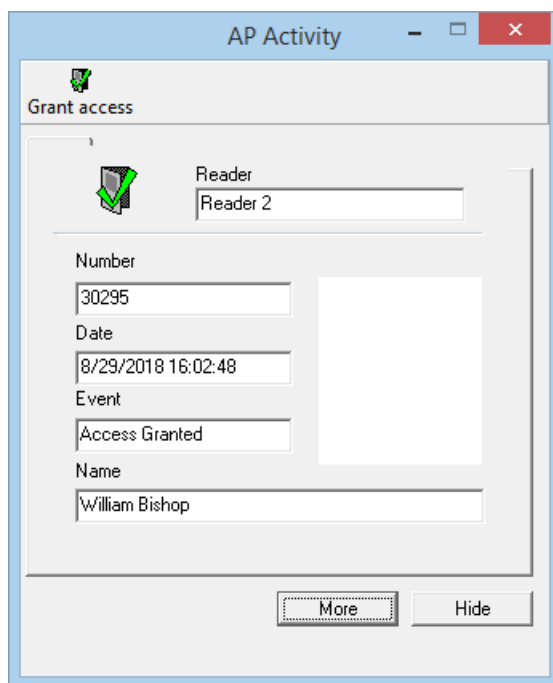 AP Activity
Grant access
Reader
Reader 2
Number
30295
Date
8/29/2018 16:02:48
Event
Access Granted
Name
William Bishop
More
Hide